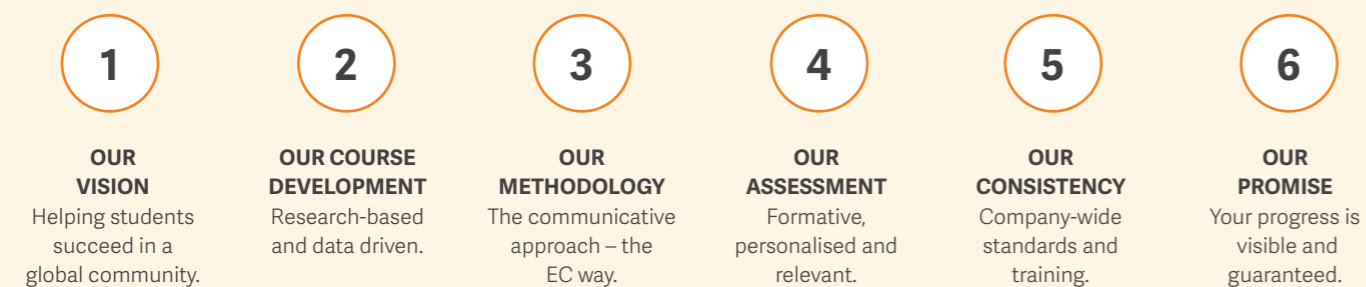 1
OUR
VISION
Helping students
succeed in a
global community.
2
OUR COURSE
DEVELOPMENT
Research-based
and data driven.
3
OUR
METHODOLOGY
The communicative
approach – the
EC way.
4
OUR
ASSESSMENT
Formative,
personalised and
relevant.
5
OUR
CONSISTENCY
Company-wide
standards and
training.
6
OUR
PROMISE
Your progress is
visible and
guaranteed.